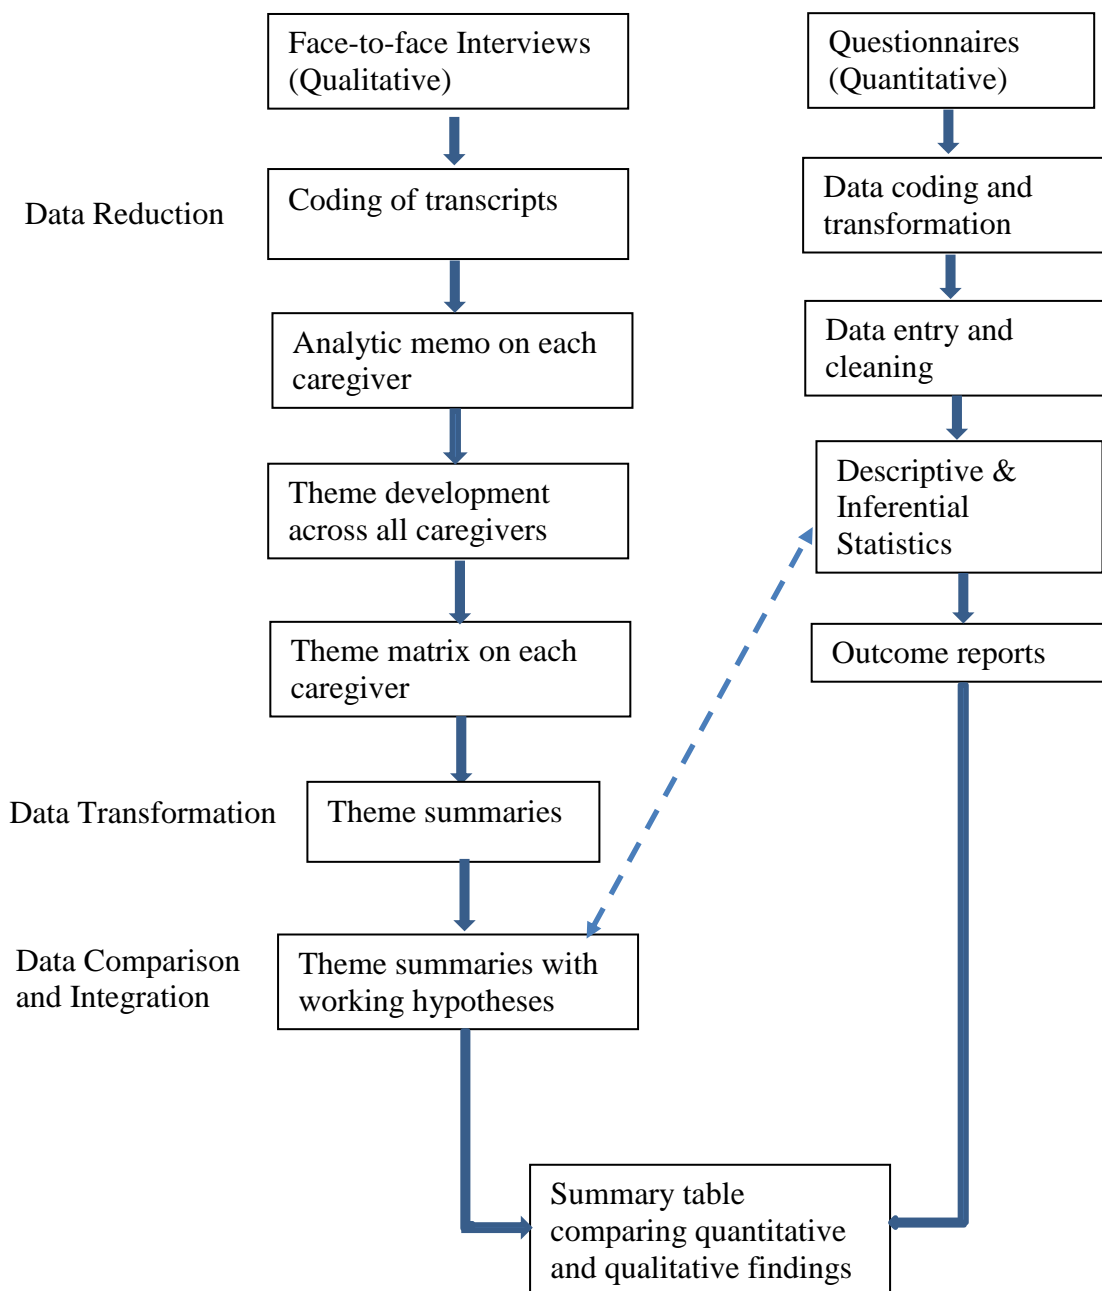 Face-to-face Interviews
(Qualitative)
Questionnaires
(Quantitative)
Data Reduction
Coding of transcripts
Data coding and
transformation
Analytic memo on each
caregiver
Data entry and
cleaning
Theme development
across all caregivers
Descriptive &
Inferential
Statistics
Theme matrix on each
caregiver
Outcome reports
Data Transformation
Theme summaries
Data Comparison
and Integration
Theme summaries with
working hypotheses
Summary table
comparing quantitative
and qualitative findings